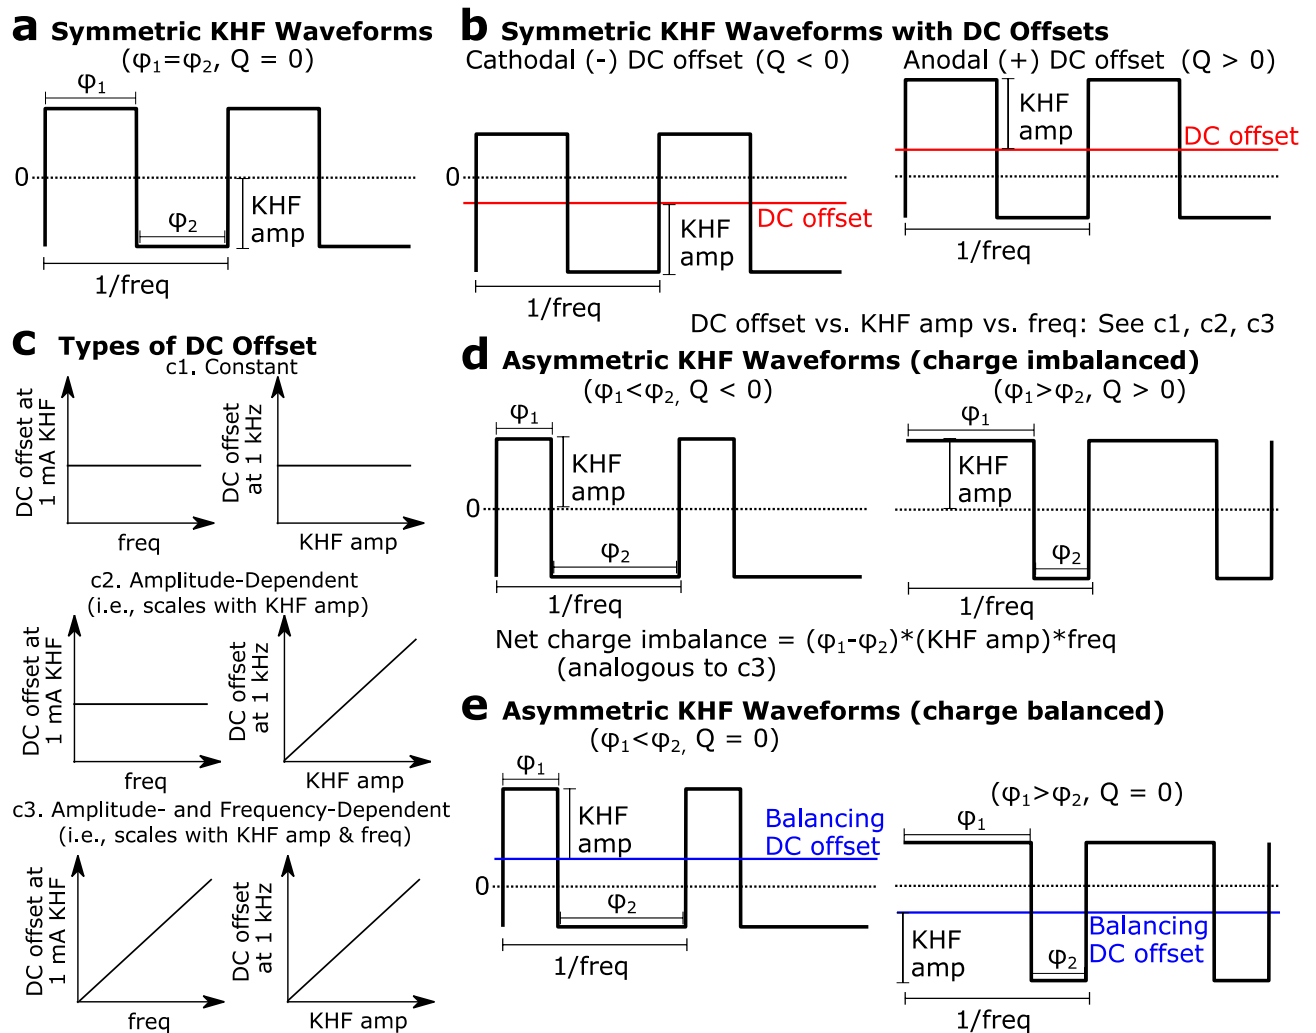 a Symmetric KHF Waveforms
(φ₁=φ₂, Q = 0)
φ₁
0
φ₂
KHF
amp
1/freq
b Symmetric KHF Waveforms with DC Offsets
Cathodal (-) DC offset (Q < 0)
0
DC offset
KHF
amp
1/freq
Anodal (+) DC offset (Q > 0)
KHF
amp
DC offset
1/freq
DC offset vs. KHF amp vs. freq: See c1, c2, c3
c Types of DC Offset
c1. Constant
DC offset at
1 mA KHF
freq
DC offset
at 1 kHz
KHF amp
c2. Amplitude-Dependent
(i.e., scales with KHF amp)
DC offset at
1 mA KHF
freq
DC offset
at 1 kHz
KHF amp
c3. Amplitude- and Frequency-Dependent
(i.e., scales with KHF amp & freq)
DC offset at
1 mA KHF
freq
DC offset
at 1 kHz
KHF amp
d Asymmetric KHF Waveforms (charge imbalanced)
(φ₁<φ₂, Q < 0)
φ₁
KHF
amp
0
φ₂
1/freq
(φ₁>φ₂, Q > 0)
φ₁
KHF
amp
φ₂
1/freq
Net charge imbalance = (φ₁-φ₂)*(KHF amp)*freq
(analogous to c3)
e Asymmetric KHF Waveforms (charge balanced)
(φ₁<φ₂, Q = 0)
φ₁
KHF
amp
Balancing
DC offset
0
φ₂
1/freq
(φ₁>φ₂, Q = 0)
φ₁
KHF
amp
φ₂
Balancing
DC offset
1/freq